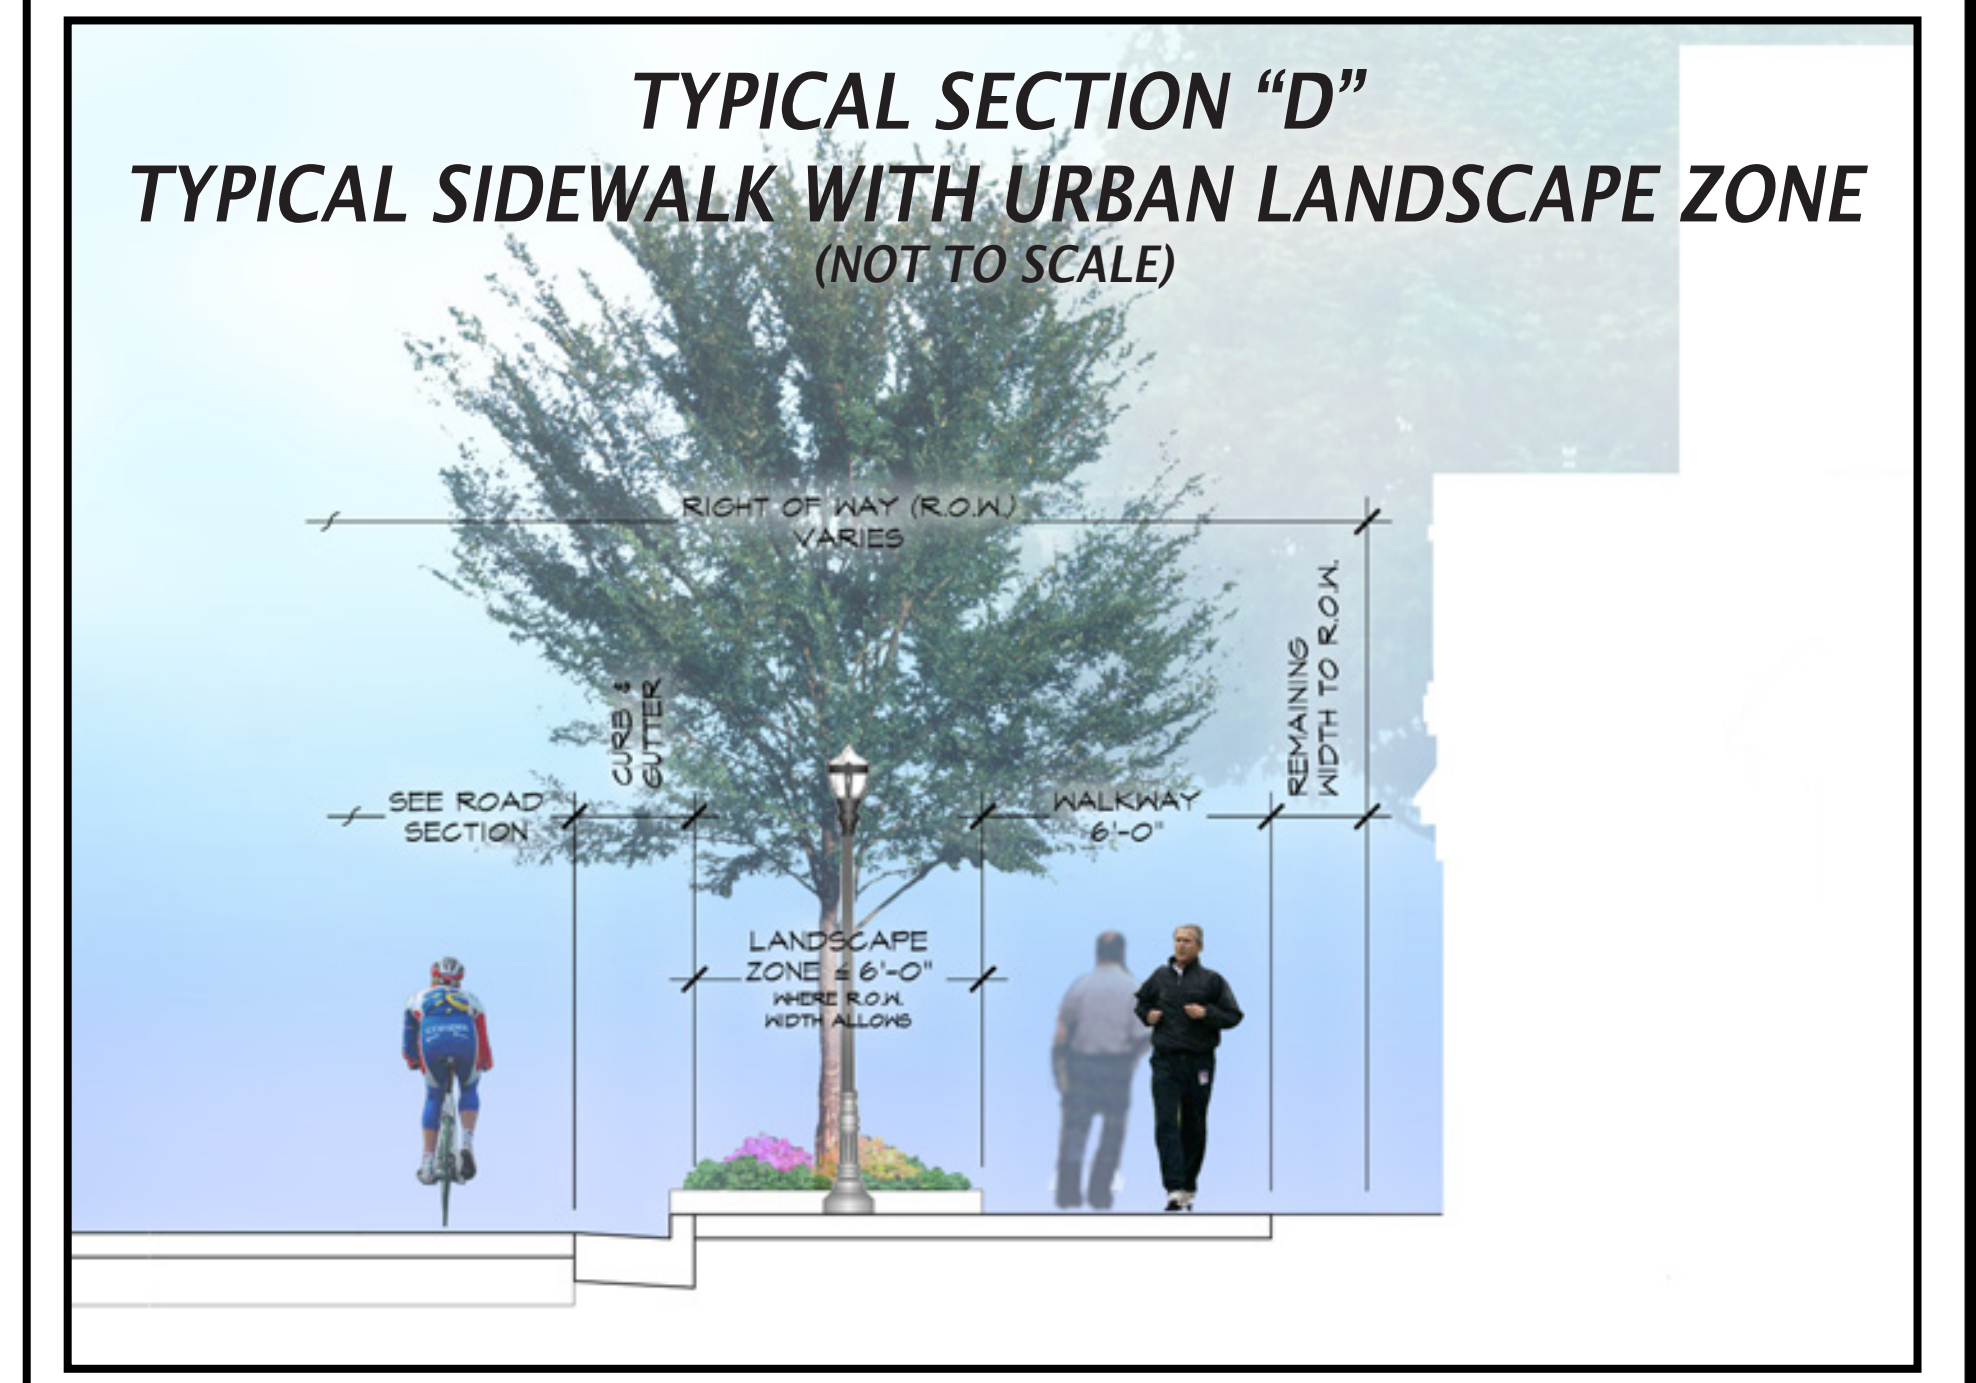 TYPICAL SECTION “D”
TYPICAL SIDEWALK WITH URBAN LANDSCAPE ZONE
(NOT TO SCALE)
RIGHT OF WAY (R.O.W.)
VARIES
CURB &
GUTTER
REMAINING
WIDTH TO R.O.W.
SEE ROAD
SECTION
WALKWAY
6'-0"
LANDSCAPE
ZONE ≤ 6'-0"
WHERE R.O.W.
WIDTH ALLOWS